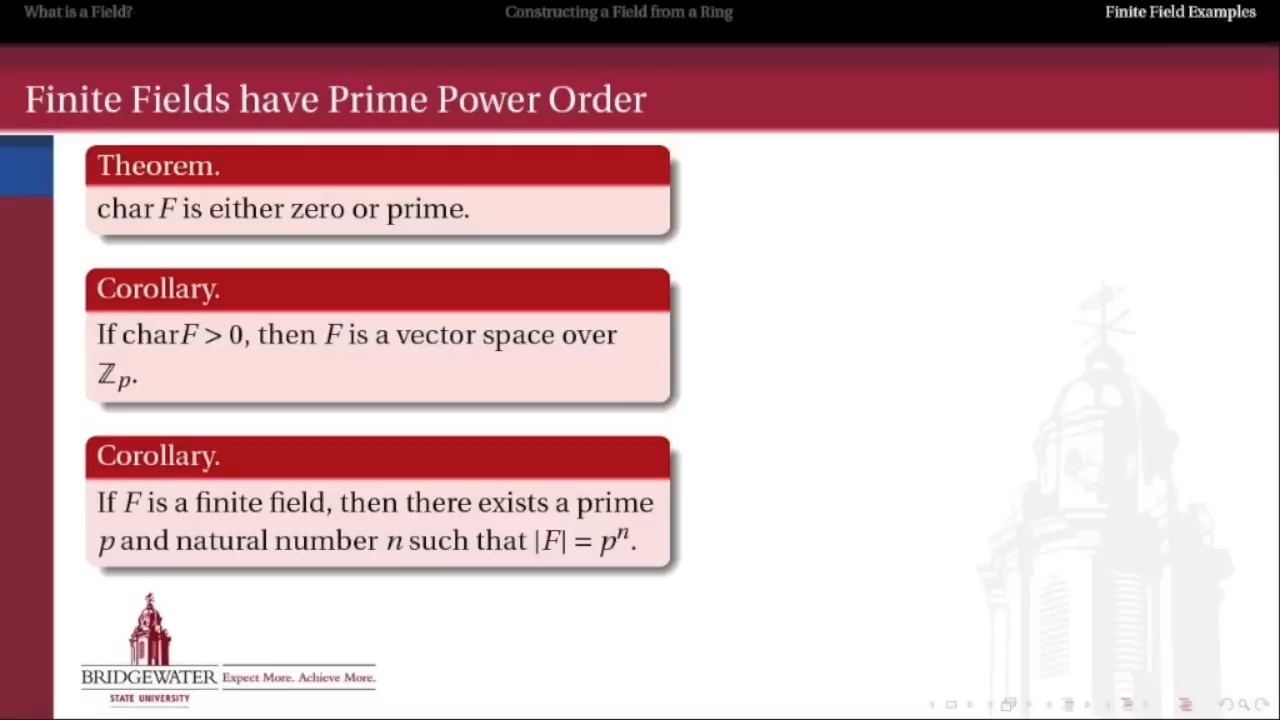 What is a Field?
Constructing a Field from a Ring
Finite Field Examples
Finite Fields have Prime Power Order
Theorem.
char F is either zero or prime.
Corollary.
If char F > 0, then F is a vector space over
ℤₚ.
Corollary.
If F is a finite field, then there exists a prime
p and natural number n such that |F| = pⁿ.
BRIDGEWATER
STATE UNIVERSITY
Expect More. Achieve More.